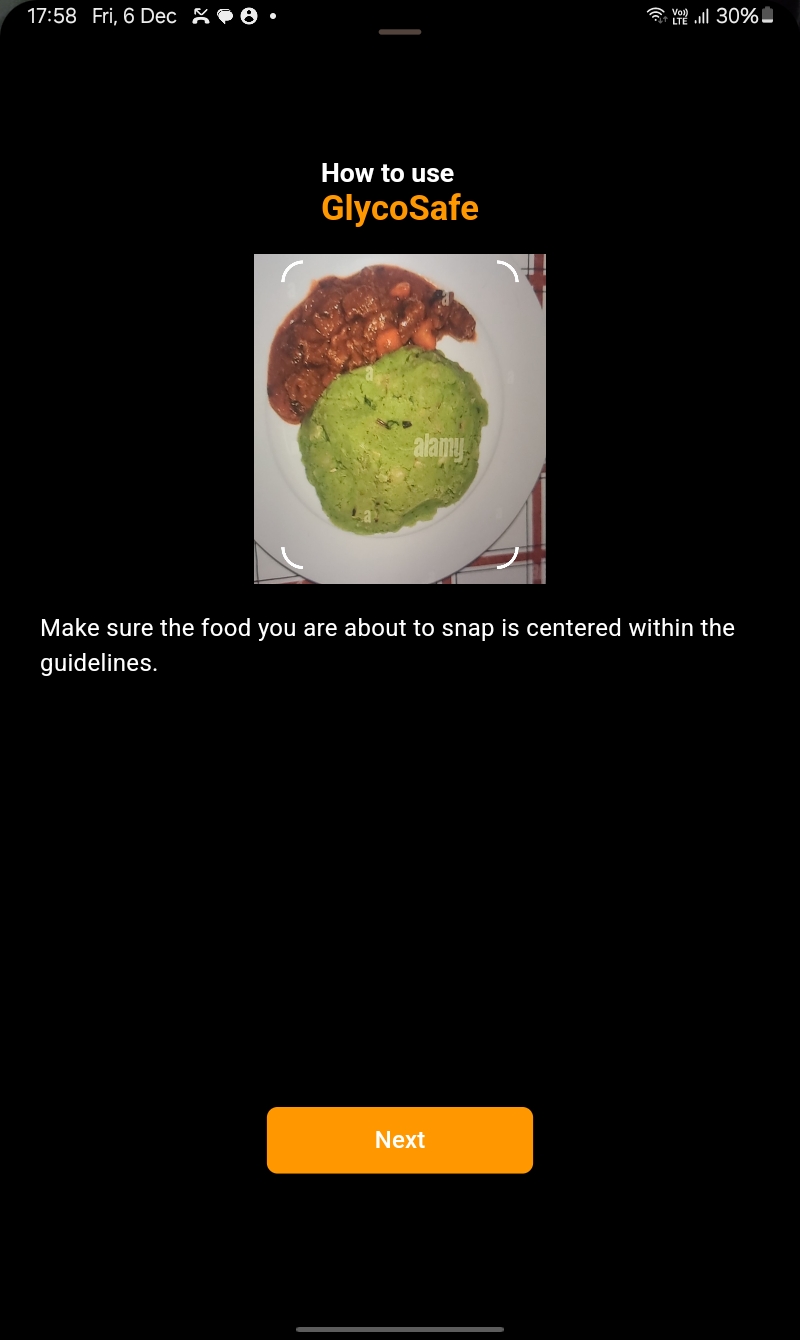 17:58 Fri, 6 Dec
Vo))
LTE
30%
How to use
GlycoSafe
a
a
alamy
a
a
a
Make sure the food you are about to snap is centered within the
guidelines.
Next